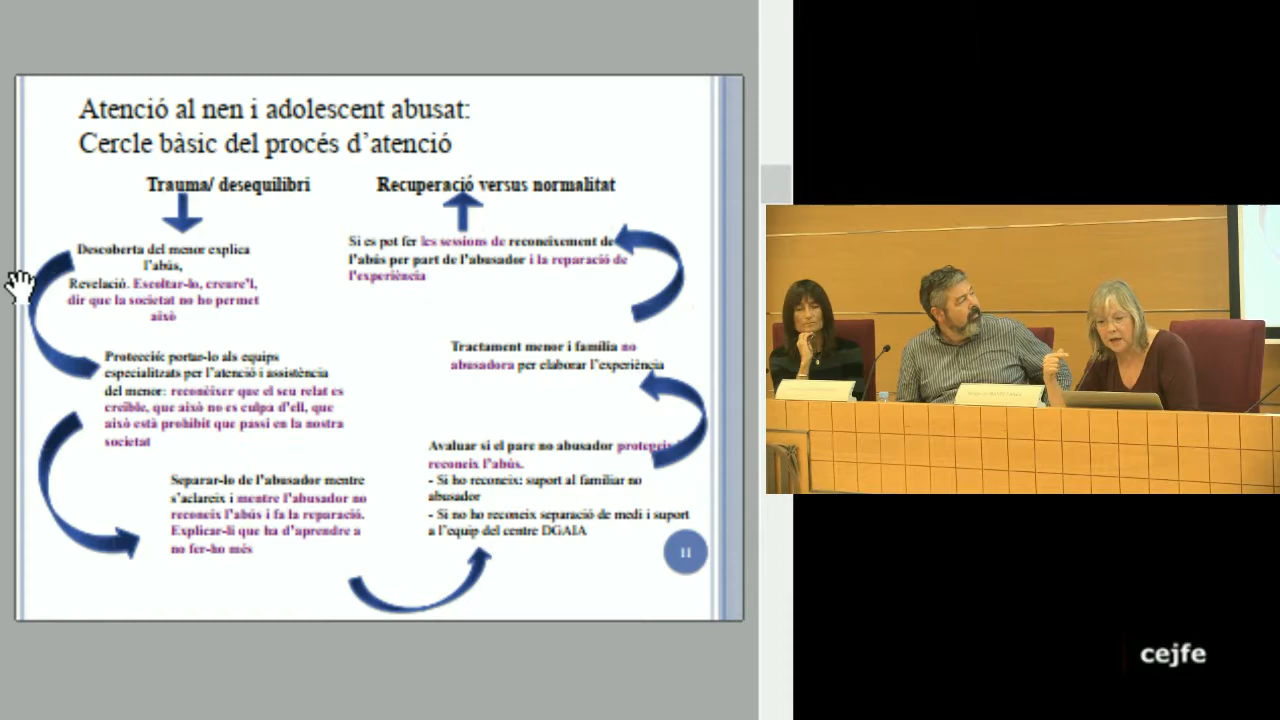 Atenció al nen i adolescent abusat:
Cercle bàsic del procés d'atenció
Trauma/ desequilibri
Descoberta del menor explica
l'abús,
Revelació. Escoltar-lo, creure'l,
dir que la societat no ho permet
això
Protecció: portar-lo als equips
especialitzats per l'atenció i assistència
del menor: reconèixer que el seu relat es
creïble, que això no es culpa d'ell, que
això està prohibit que passi en la nostra
societat
Separar-lo de l'abusador mentre
s'aclareix i mentre l'abusador no
reconeix l'abús i fa la reparació.
Explicar-li que ha d'aprendre a
no fer-ho més
Avaluar si el pare no abusador protegeix
reconeix l'abús.
- Si ho reconeix: suport al familiar no
abusador
- Si no ho reconeix separació de medi i suport
a l'equip del centre DGAIA
Tractament menor i família no
abusadora per elaborar l'experiència
Si es pot fer les sessions de reconeixement de
l'abús per part de l'abusador i la reparació de
l'experiència
Recuperació versus normalitat
11
cejfe